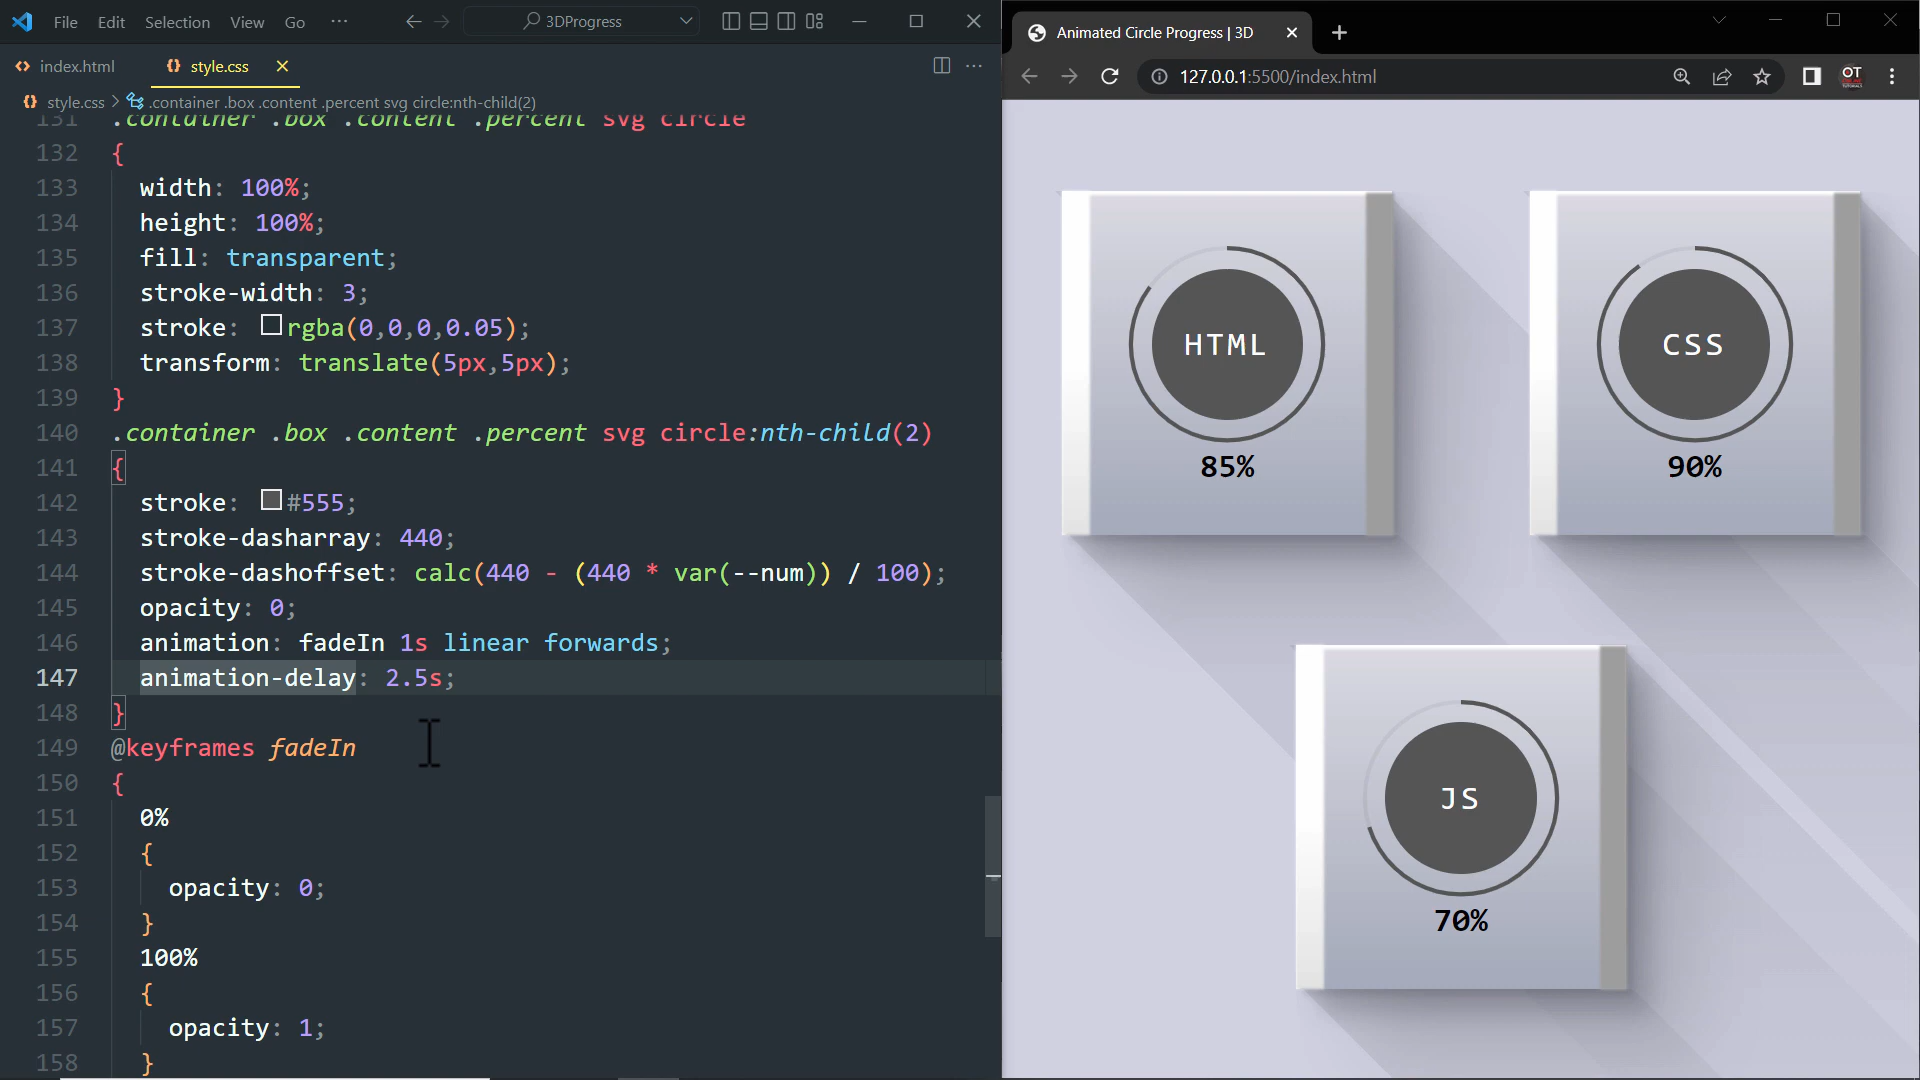 File Edit Selection View Go ··· 3DProgress
index.html style.css
style.css > .container .box .content .percent svg circle:nth-child(2)
131 .container .box .content .percent svg circle
132 {
133 width: 100%;
134 height: 100%;
135 fill: transparent;
136 stroke-width: 3;
137 stroke: rgba(0,0,0,0.05);
138 transform: translate(5px,5px);
139 }
140 .container .box .content .percent svg circle:nth-child(2)
141 {
142 stroke: #555;
143 stroke-dasharray: 440;
144 stroke-dashoffset: calc(440 - (440 * var(--num)) / 100);
145 opacity: 0;
146 animation: fadeIn 1s linear forwards;
147 animation-delay: 2.5s;
148 }
149 @keyframes fadeIn
150 {
151 0%
152 {
153 opacity: 0;
154 }
155 100%
156 {
157 opacity: 1;
158 }
Animated Circle Progress | 3D
127.0.0.1:5500/index.html
OT
HTML
85%
CSS
90%
JS
70%